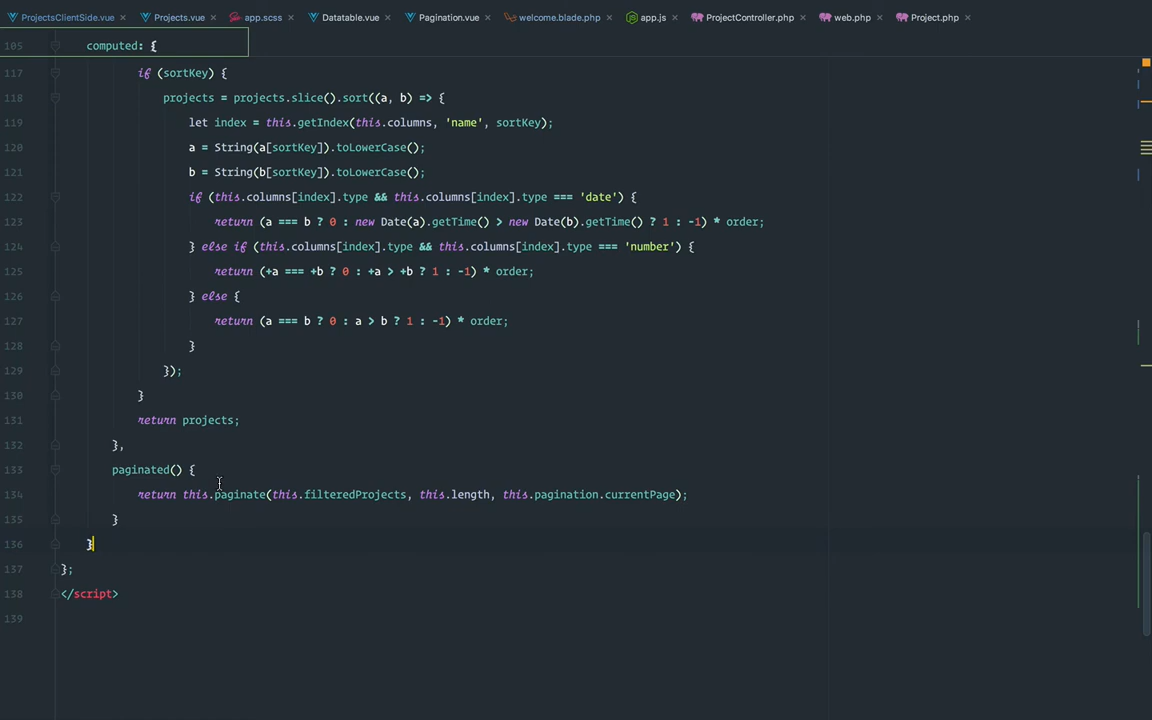 ProjectsClientSide.vue × Projects.vue × app.scss × Datatable.vue × Pagination.vue × welcome.blade.php × app.js × ProjectController.php × web.php × Project.php ×
105 computed: {
117 if (sortKey) {
118 projects = projects.slice().sort((a, b) => {
119 let index = this.getIndex(this.columns, 'name', sortKey);
120 a = String(a[sortKey]).toLowerCase();
121 b = String(b[sortKey]).toLowerCase();
122 if (this.columns[index].type && this.columns[index].type === 'date') {
123 return (a === b ? 0 : new Date(a).getTime() > new Date(b).getTime() ? 1 : -1) * order;
124 } else if (this.columns[index].type && this.columns[index].type === 'number') {
125 return (+a === +b ? 0 : +a > +b ? 1 : -1) * order;
126 } else {
127 return (a === b ? 0 : a > b ? 1 : -1) * order;
128 }
129 });
130 }
131 return projects;
132 },
133 paginated() {
134 return this.paginate(this.filteredProjects, this.length, this.pagination.currentPage);
135 }
136 }
137 };
138 </script>
139